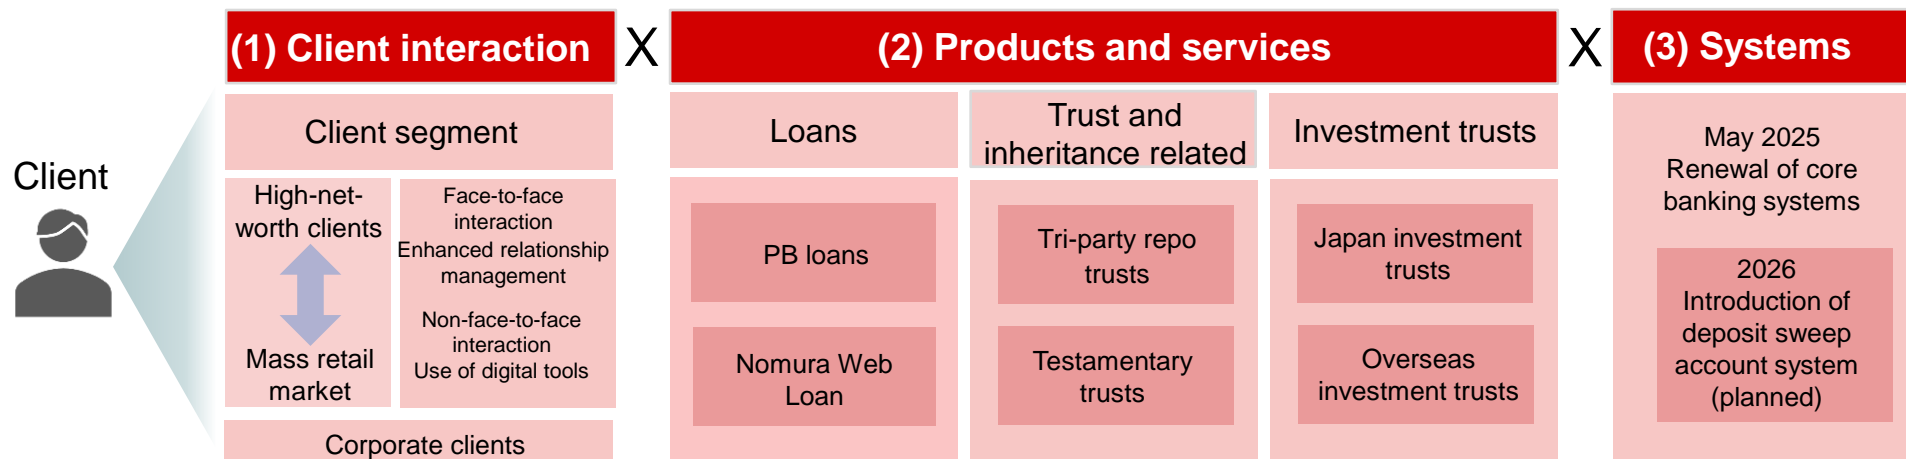 (1) Client interaction
X
(2) Products and services
X
(3) Systems
Client
Client segment
High-net-
worth clients
Mass retail
market
Face-to-face
interaction
Enhanced relationship
management
Non-face-to-face
interaction
Use of digital tools
Corporate clients
Loans
PB loans
Nomura Web
Loan
Trust and
inheritance related
Tri-party repo
trusts
Testamentary
trusts
Investment trusts
Japan investment
trusts
Overseas
investment trusts
May 2025
Renewal of core
banking systems
2026
Introduction of
deposit sweep
account system
(planned)